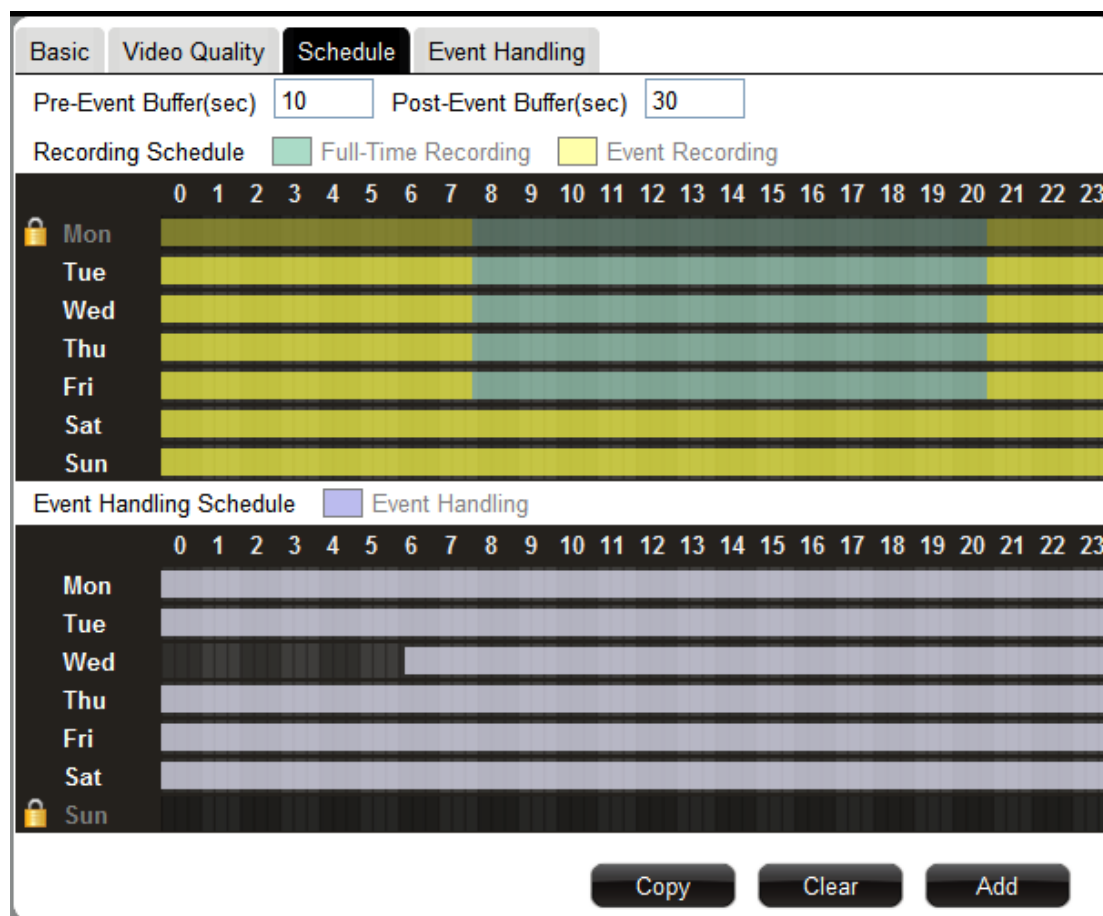 Basic Video Quality Schedule Event Handling
Pre-Event Buffer(sec) 10 Post-Event Buffer(sec) 30
Recording Schedule Full-Time Recording Event Recording
0 1 2 3 4 5 6 7 8 9 10 11 12 13 14 15 16 17 18 19 20 21 22 23
Mon
Tue
Wed
Thu
Fri
Sat
Sun
Event Handling Schedule Event Handling
0 1 2 3 4 5 6 7 8 9 10 11 12 13 14 15 16 17 18 19 20 21 22 23
Mon
Tue
Wed
Thu
Fri
Sat
Sun
Copy Clear Add